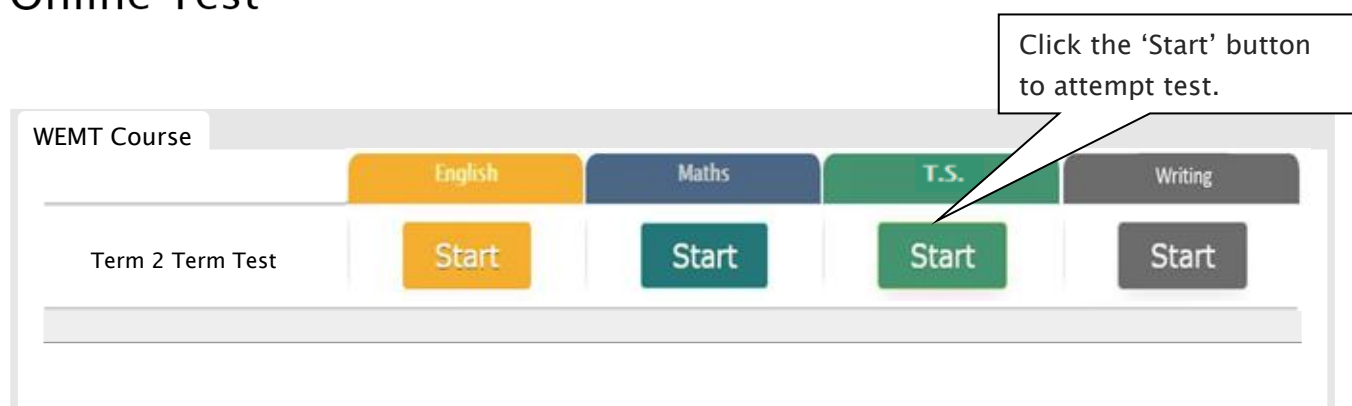 Online Test
Click the ‘Start’ button
to attempt test.
WEMT Course
English Maths T.S. Writing
Term 2 Term Test Start Start Start Start